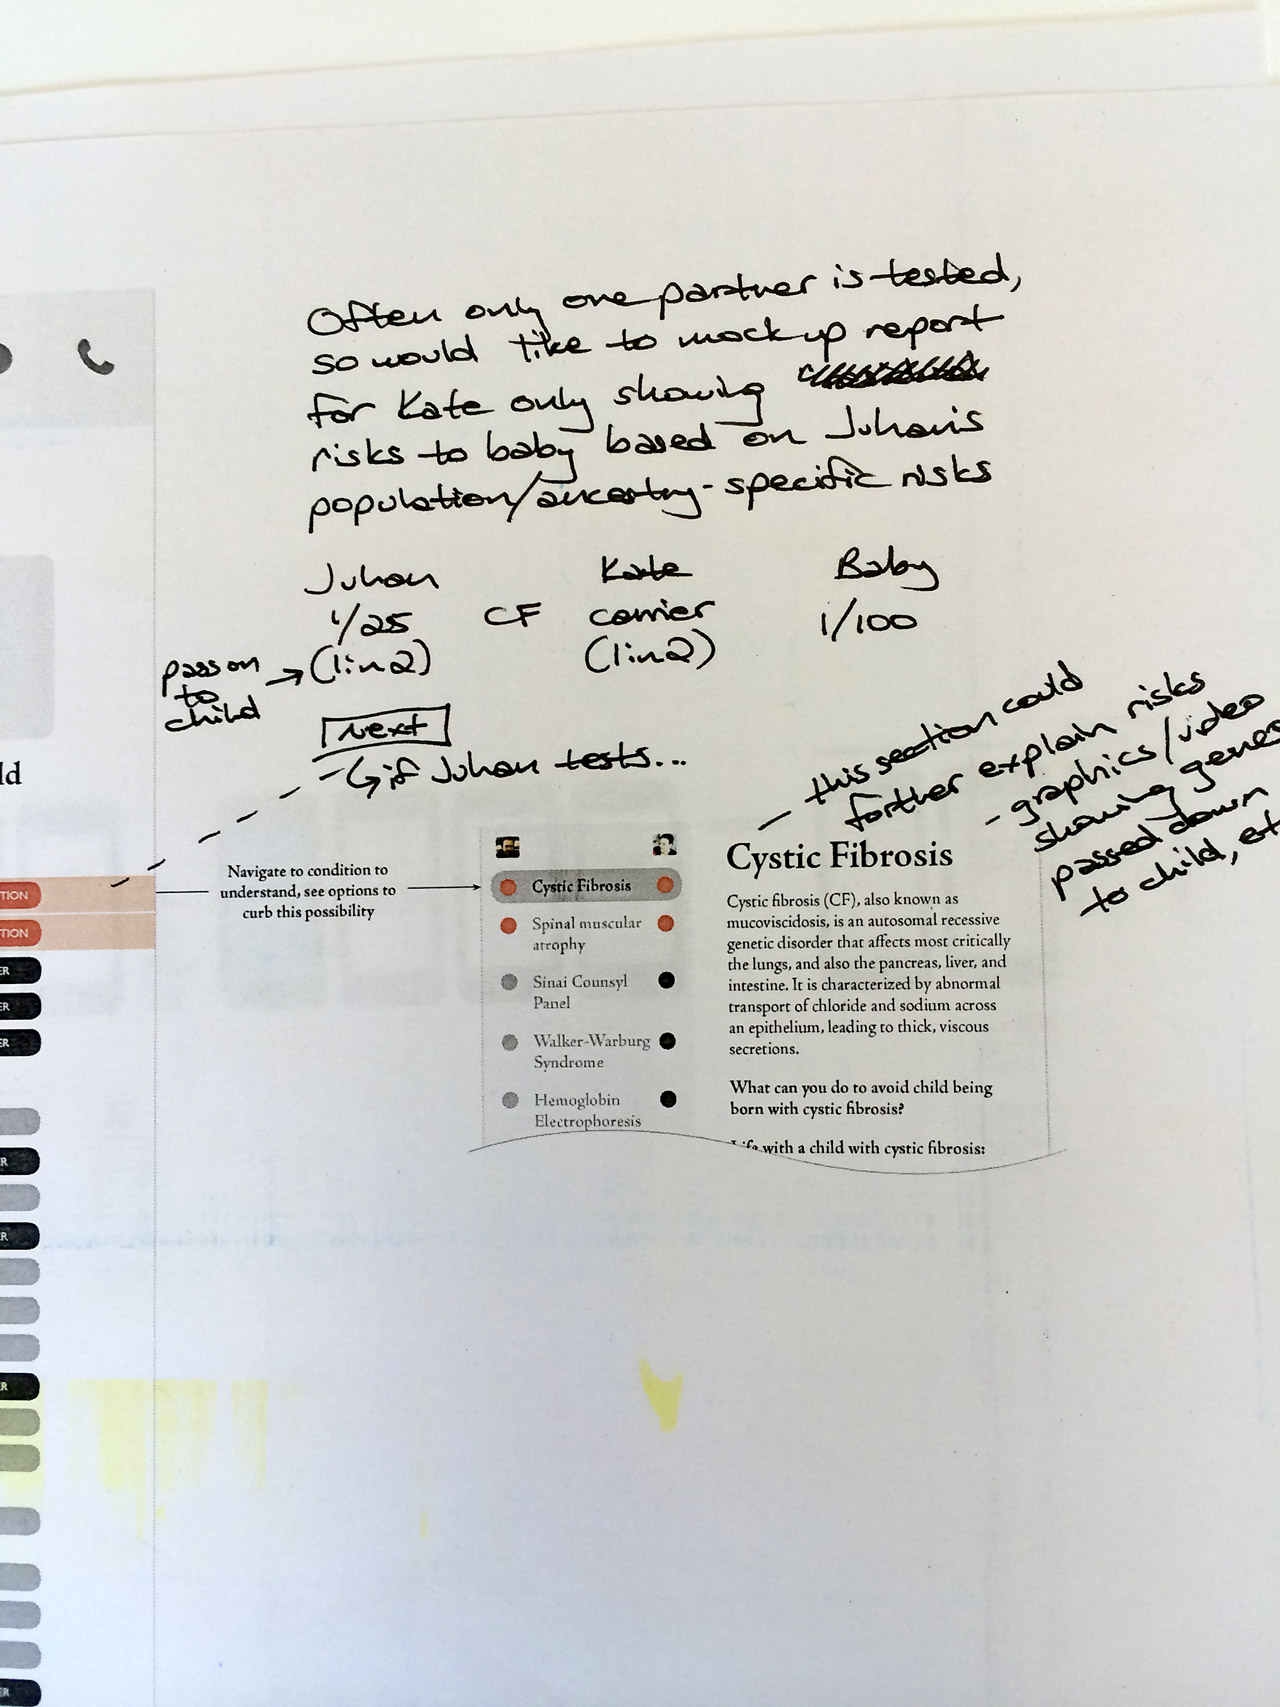 Often only one partner is tested,
so would like to mock up report
for Kate only showing
risks to baby based on Juhan's
population/ancestry-specific risks
Juhan Kate Baby
1/25 CF carrier 1/100
(1 in 2) (1 in 2)
pass on
to
child
Next
if Juhan tests...
this section could
further explain risks
- graphics/video
showing genes
passed down
to child, etc
ld
Navigate to condition to
understand, see options to
curb this possibility
TION
TION
ER
ER
ER
R
R
R
ER
Cystic Fibrosis
Spinal muscular
atrophy
Sinai Counsyl
Panel
Walker-Warburg
Syndrome
Hemoglobin
Electrophoresis
Cystic Fibrosis
Cystic fibrosis (CF), also known as
mucoviscidosis, is an autosomal recessive
genetic disorder that affects most critically
the lungs, and also the pancreas, liver, and
intestine. It is characterized by abnormal
transport of chloride and sodium across
an epithelium, leading to thick, viscous
secretions.
What can you do to avoid child being
born with cystic fibrosis?
Life with a child with cystic fibrosis: